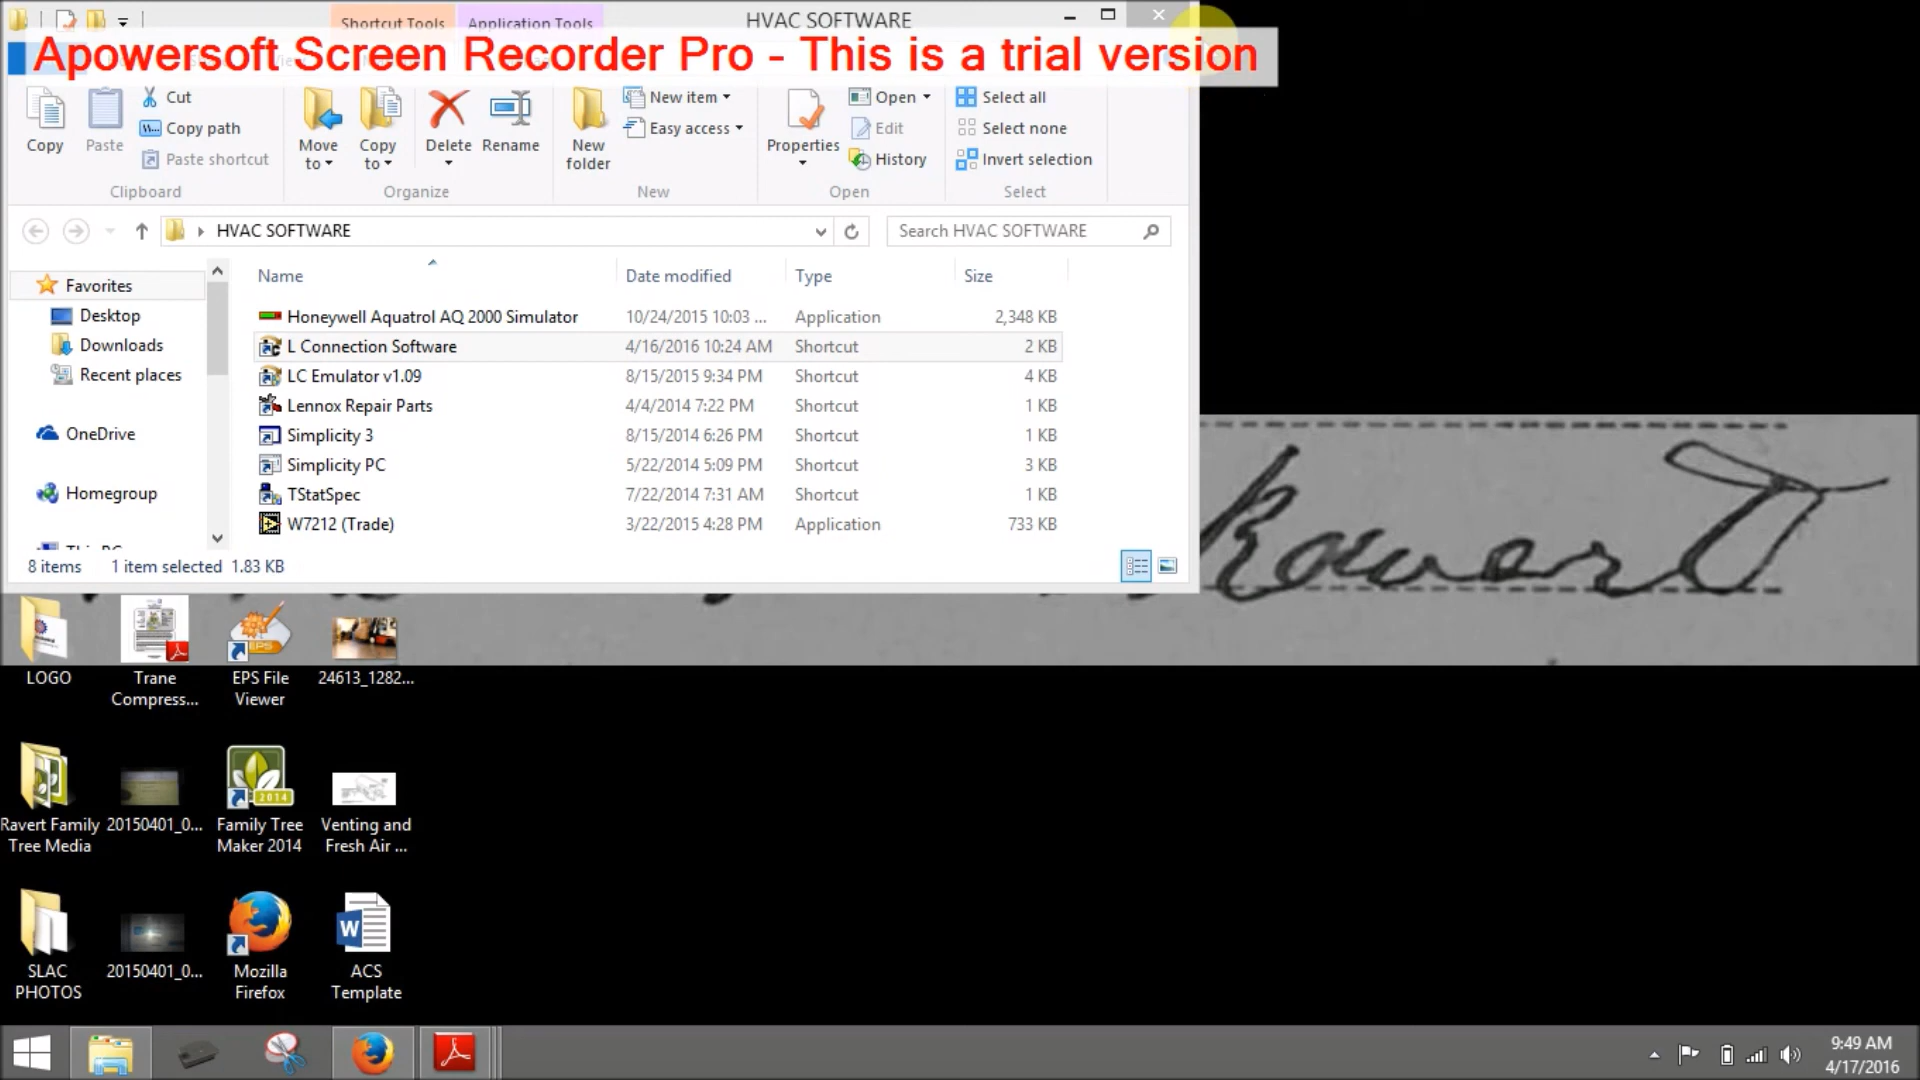 Shortcut Tools
Application Tools
HVAC SOFTWARE
Apowersoft Screen Recorder Pro - This is a trial version
Copy
Paste
Cut
Copy path
Paste shortcut
Clipboard
Move to
Copy to
Delete
Rename
Organize
New folder
New item
Easy access
New
Properties
Open
Edit
History
Open
Select all
Select none
Invert selection
Select
HVAC SOFTWARE
Search HVAC SOFTWARE
Favorites
Desktop
Downloads
Recent places
OneDrive
Homegroup
Name Date modified Type Size
Honeywell Aquatrol AQ 2000 Simulator 10/24/2015 10:03 ... Application 2,348 KB
L Connection Software 4/16/2016 10:24 AM Shortcut 2 KB
LC Emulator v1.09 8/15/2015 9:34 PM Shortcut 4 KB
Lennox Repair Parts 4/4/2014 7:22 PM Shortcut 1 KB
Simplicity 3 8/15/2014 6:26 PM Shortcut 1 KB
Simplicity PC 5/22/2014 5:09 PM Shortcut 3 KB
TStatSpec 7/22/2014 7:31 AM Shortcut 1 KB
W7212 (Trade) 3/22/2015 4:28 PM Application 733 KB
8 items 1 item selected 1.83 KB
LOGO
Trane
Compress...
EPS
EPS File
Viewer
24613_1282...
Ravert Family
Tree Media
20150401_0...
2014
Family Tree
Maker 2014
Venting and
Fresh Air ...
SLAC
PHOTOS
20150401_0...
Mozilla
Firefox
ACS
Template
9:49 AM
4/17/2016